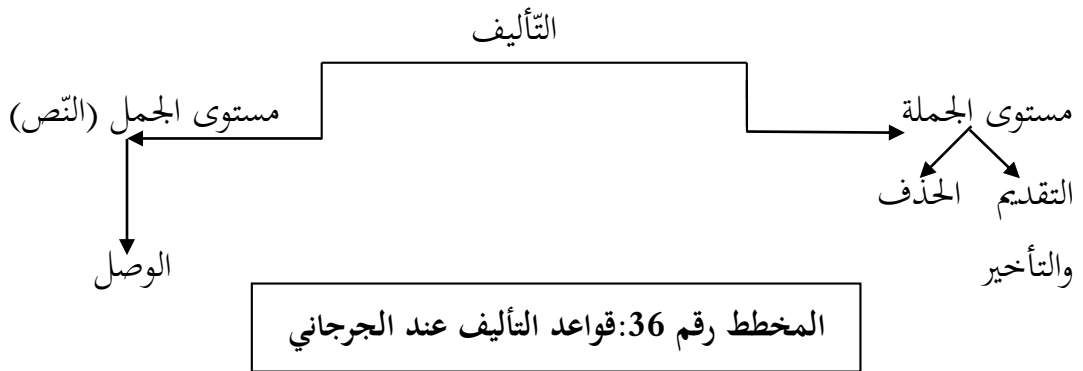 التّأليف
مستوى الجملة مستوى الجمل (النّص)
التقديم الحذف
والتأخير الوصل
المخطط رقم 36:قواعد التأليف عند الجرجاني